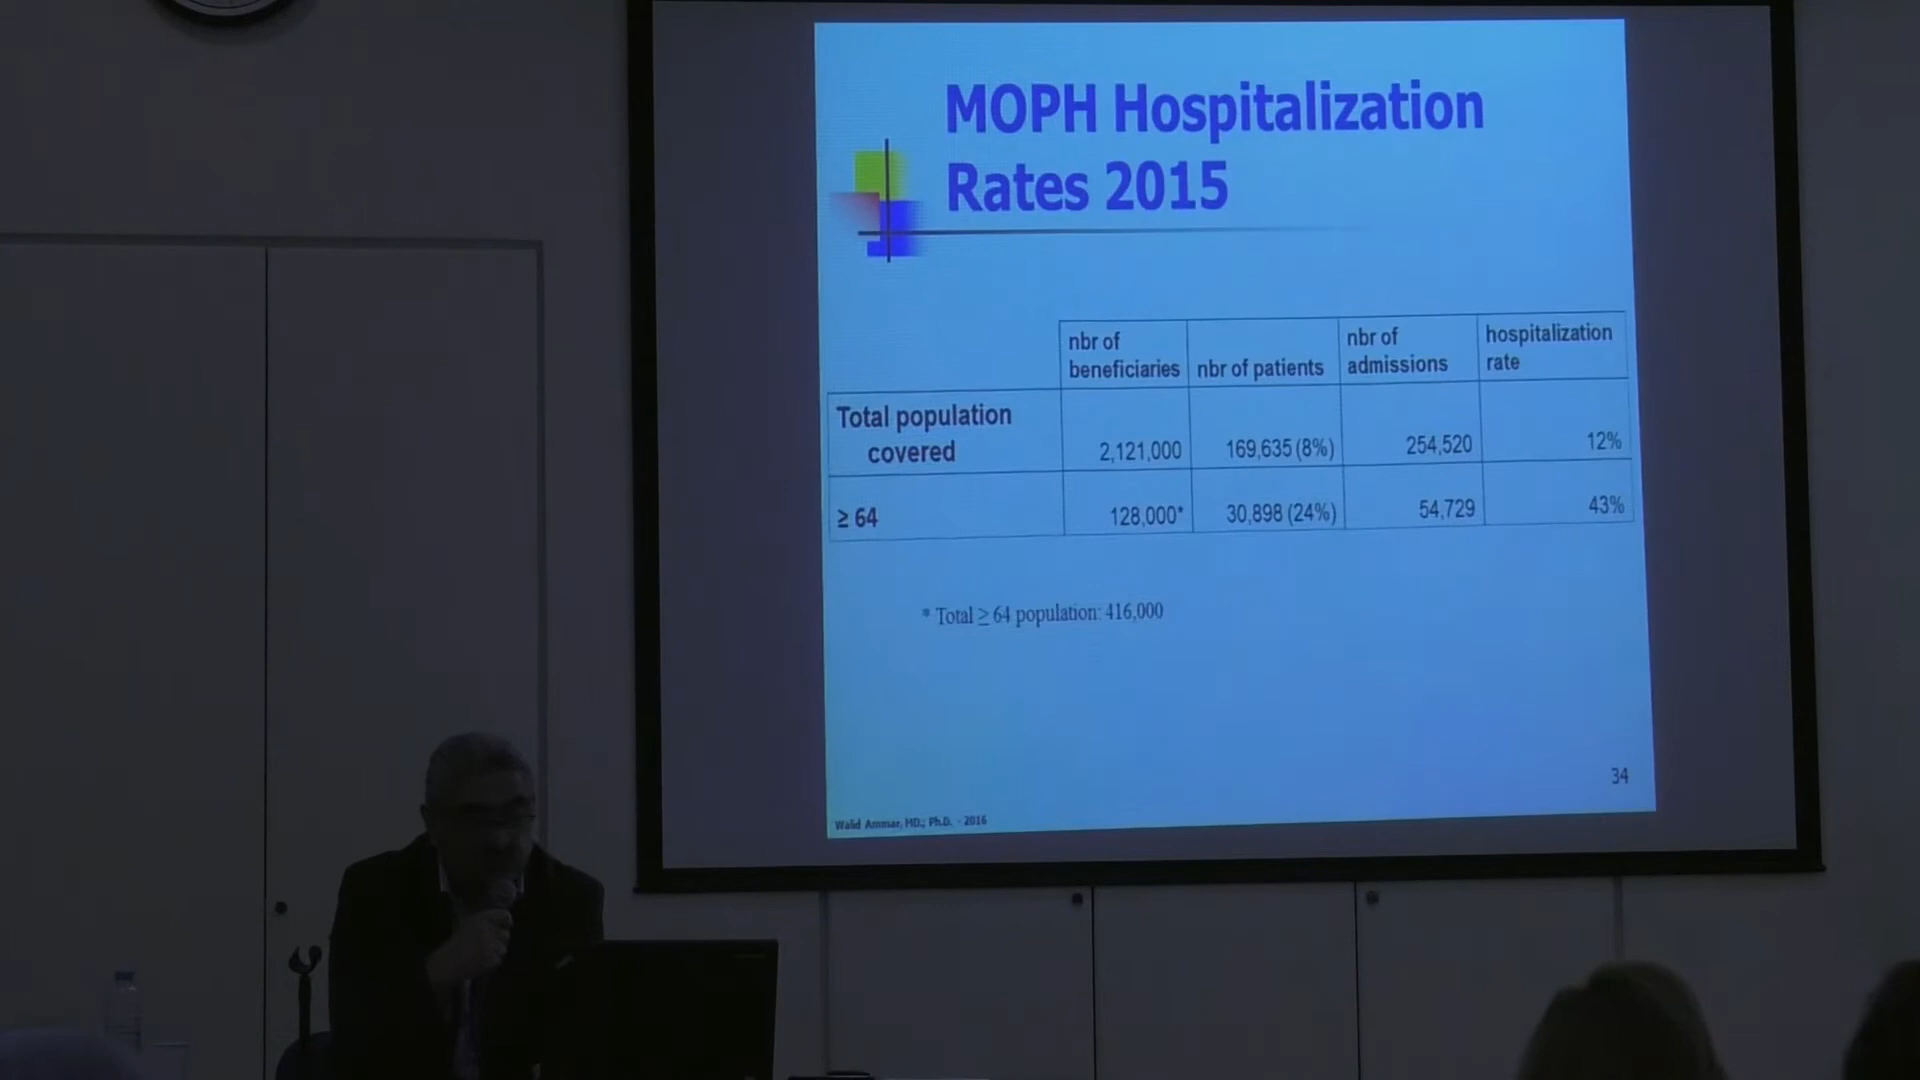 MOPH Hospitalization
Rates 2015
nbr of
beneficiaries
nbr of patients
nbr of
admissions
hospitalization
rate
Total population
covered
2,121,000
169,635 (8%)
254,520
12%
≥ 64
128,000*
30,898 (24%)
54,729
43%
* Total ≥ 64 population: 416,000
34
Walid Ammar, MD.; Ph.D. - 2016